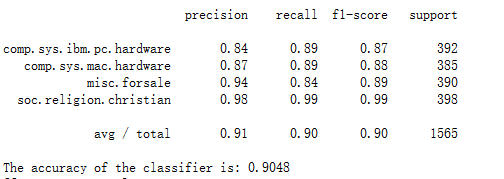 precision recall f1-score support
comp.sys.ibm.pc.hardware 0.84 0.89 0.87 392
comp.sys.mac.hardware 0.87 0.89 0.88 385
misc.forsale 0.94 0.84 0.89 390
soc.religion.christian 0.98 0.99 0.99 398
avg / total 0.91 0.90 0.90 1565
The accuracy of the classifier is: 0.9048